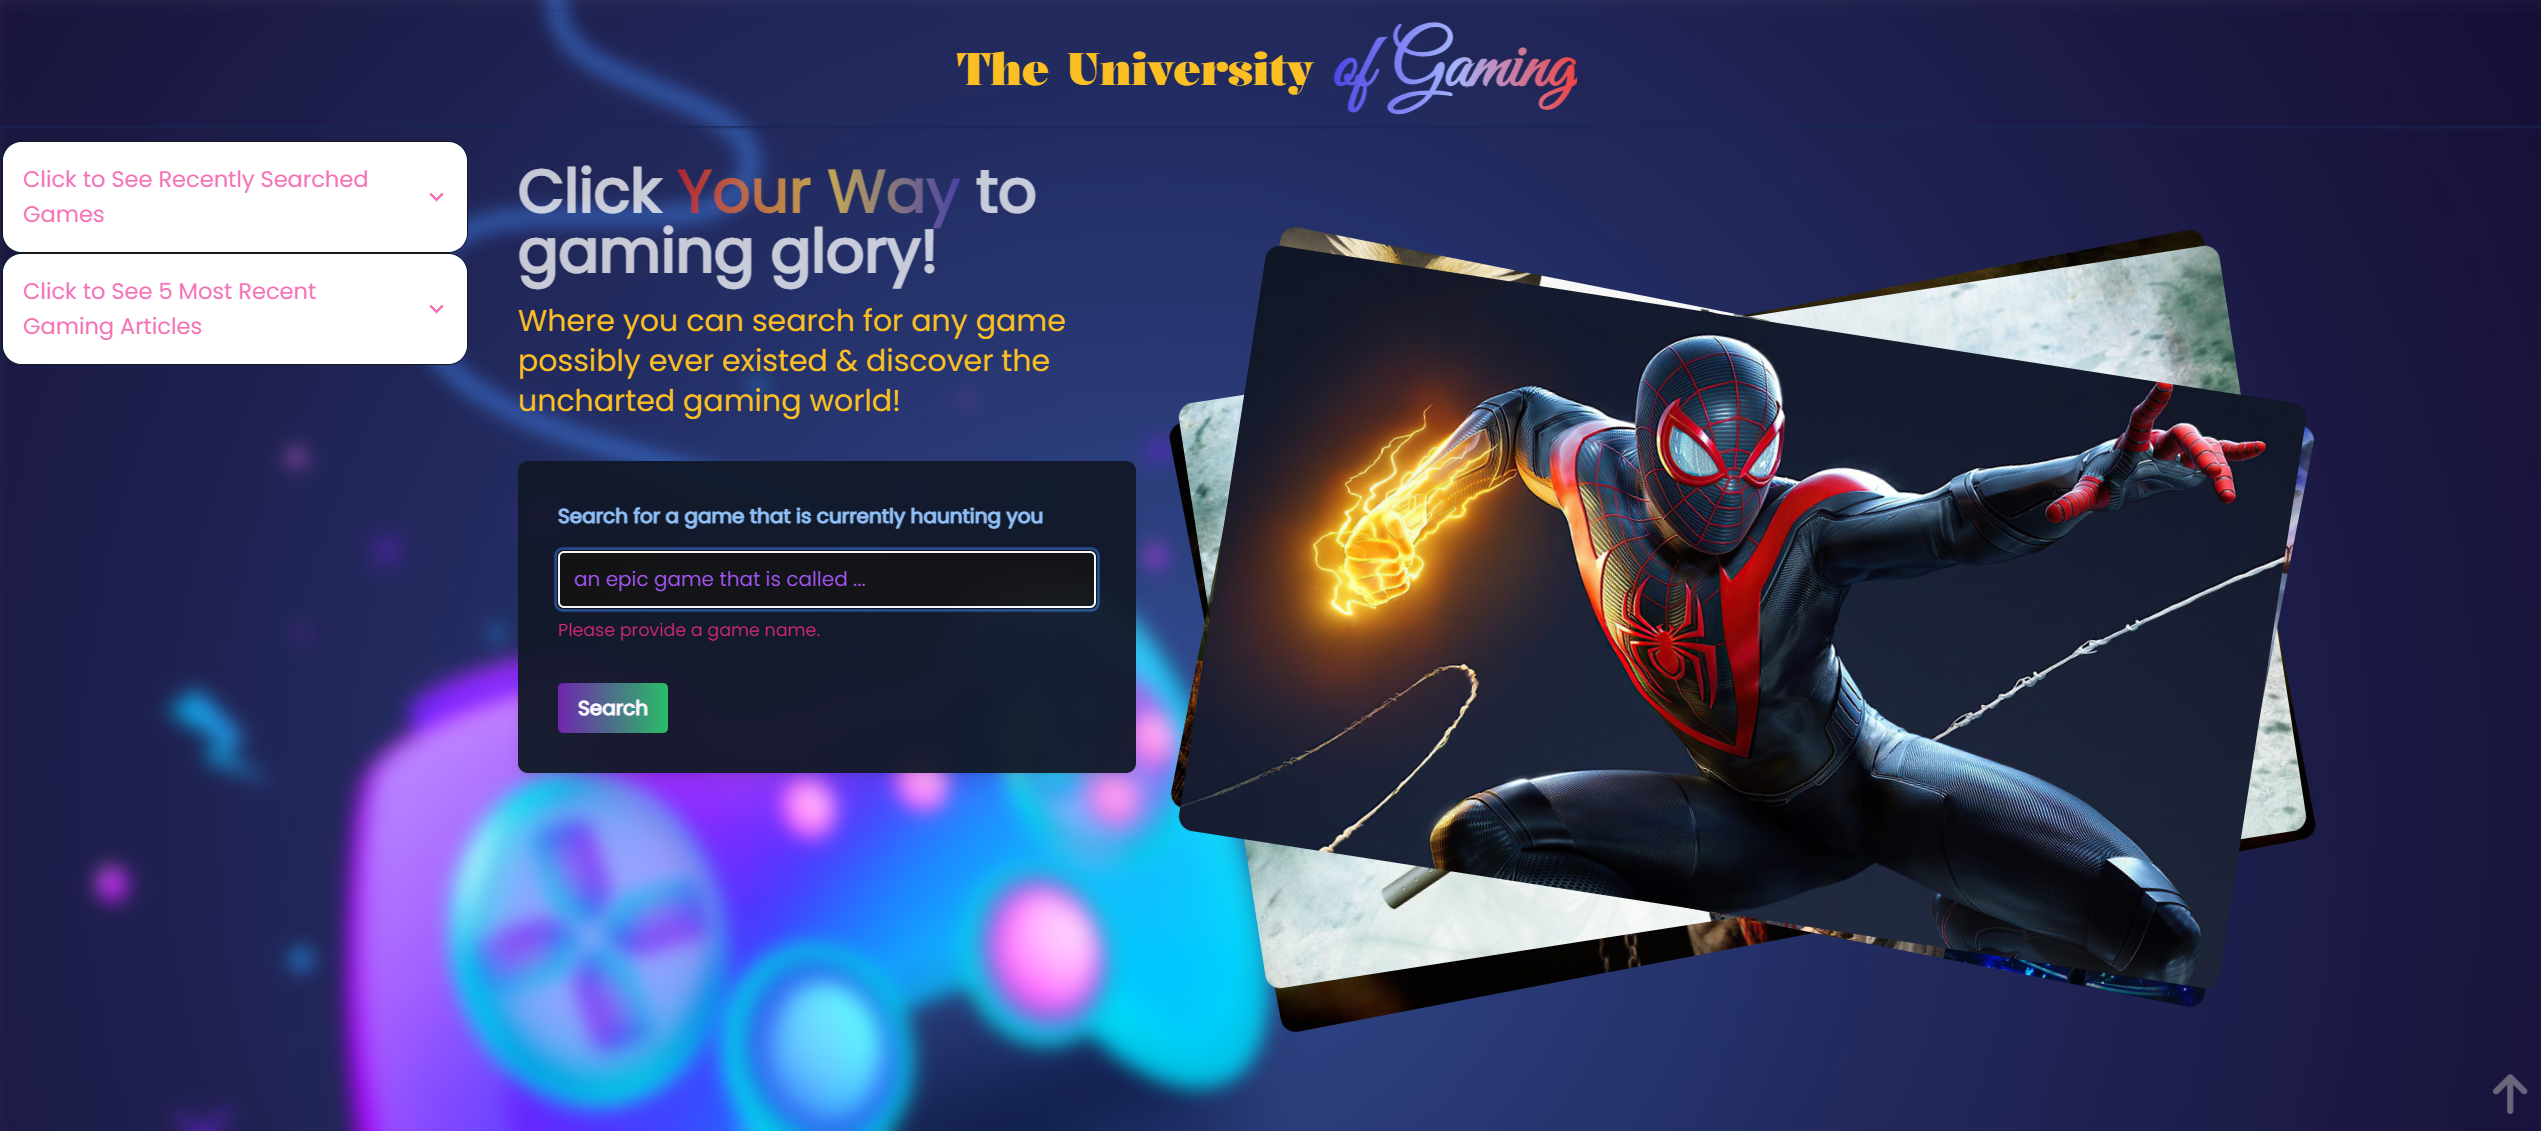 The University of Gaming
Click to See Recently Searched
Games
Click to See 5 Most Recent
Gaming Articles
Click Your Way to
gaming glory!
Where you can search for any game
possibly ever existed & discover the
uncharted gaming world!
Search for a game that is currently haunting you
an epic game that is called ...
Please provide a game name.
Search